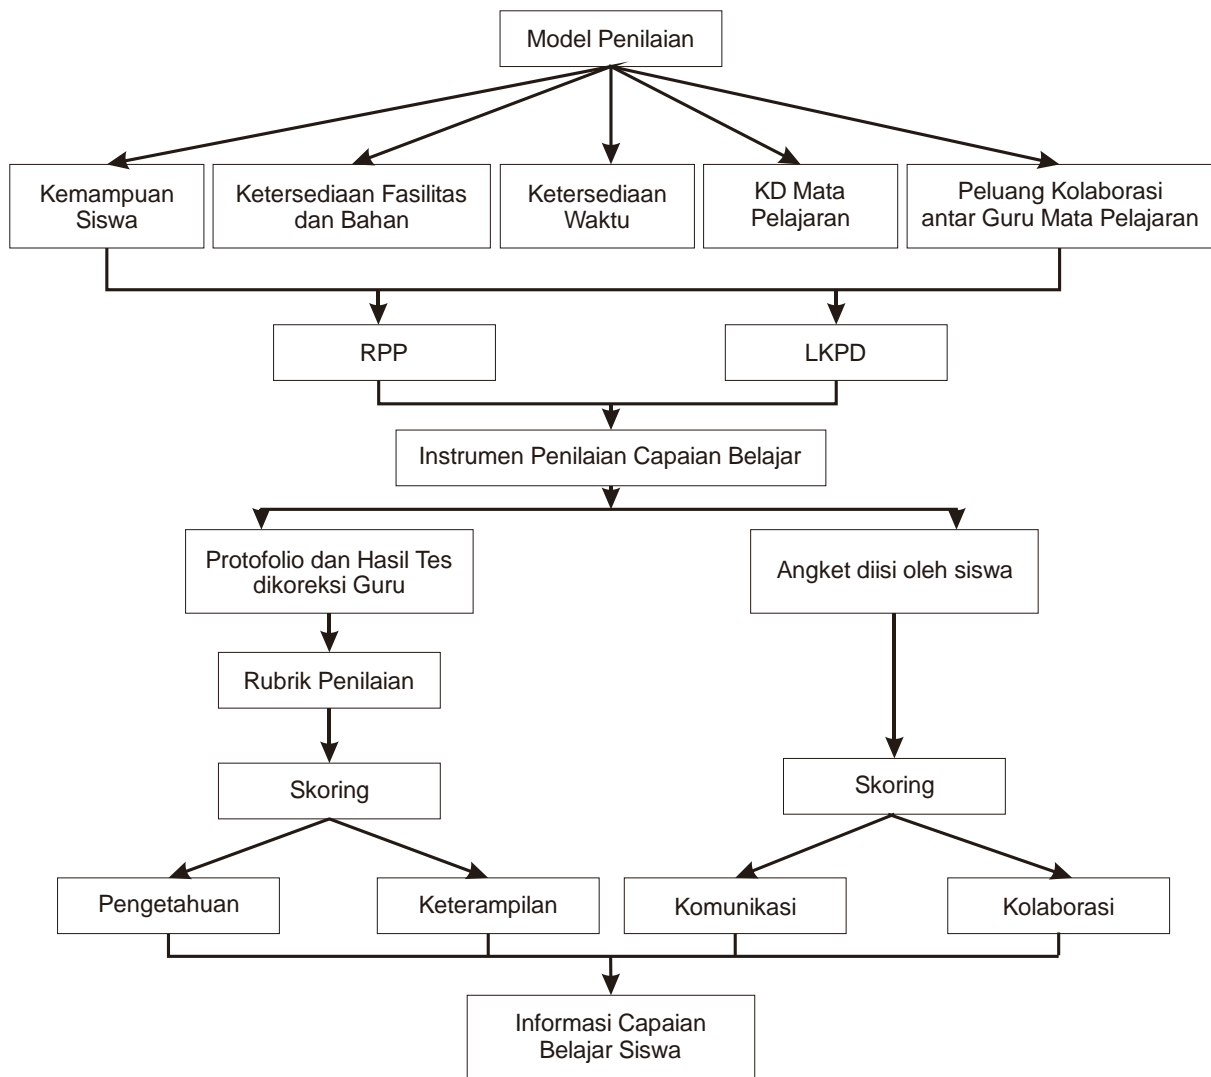 Model Penilaian
Kemampuan
Siswa
Ketersediaan Fasilitas
dan Bahan
Ketersediaan
Waktu
KD Mata
Pelajaran
Peluang Kolaborasi
antar Guru Mata Pelajaran
RPP
LKPD
Instrumen Penilaian Capaian Belajar
Protofolio dan Hasil Tes
dikoreksi Guru
Angket diisi oleh siswa
Rubrik Penilaian
Skoring
Skoring
Pengetahuan
Keterampilan
Komunikasi
Kolaborasi
Informasi Capaian
Belajar Siswa